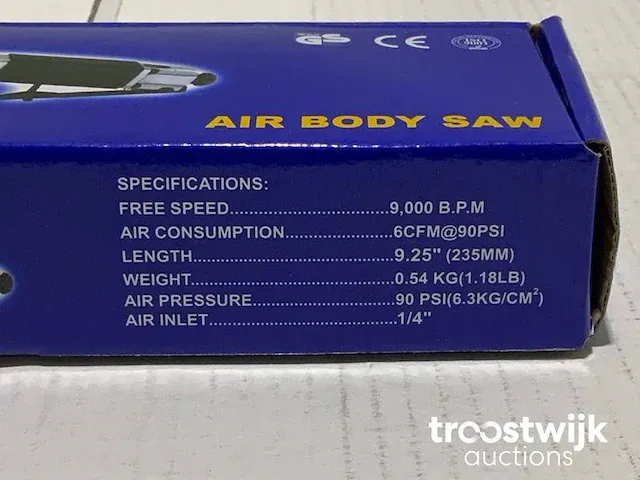 GS CE
AIR BODY SAW
SPECIFICATIONS:
FREE SPEED..............................9,000 B.P.M
AIR CONSUMPTION....................6CFM@90PSI
LENGTH......................................9.25" (235MM)
WEIGHT.....................................0.54 KG(1.18LB)
AIR PRESSURE..........................90 PSI(6.3KG/CM²)
AIR INLET...................................1/4"
troostwijk
auctions